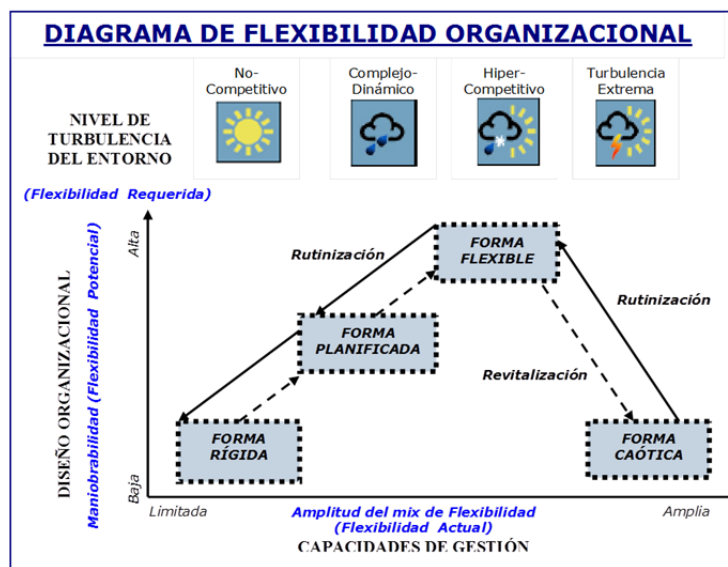 DIAGRAMA DE FLEXIBILIDAD ORGANIZACIONAL
No-
Competitivo
Complejo-
Dinámico
Hiper-
Competitivo
Turbulencia
Extrema
NIVEL DE
TURBULENCIA
DEL ENTORNO
(Flexibilidad Requerida)
DISEÑO ORGANIZACIONAL
Maniobrabilidad (Flexibilidad Potencial)
Alta
Baja
Rutinización
FORMA
FLEXIBLE
Rutinización
FORMA
PLANIFICADA
Revitalización
FORMA
RÍGIDA
FORMA
CAÓTICA
Limitada
Amplitud del mix de Flexibilidad
(Flexibilidad Actual)
Amplia
CAPACIDADES DE GESTIÓN